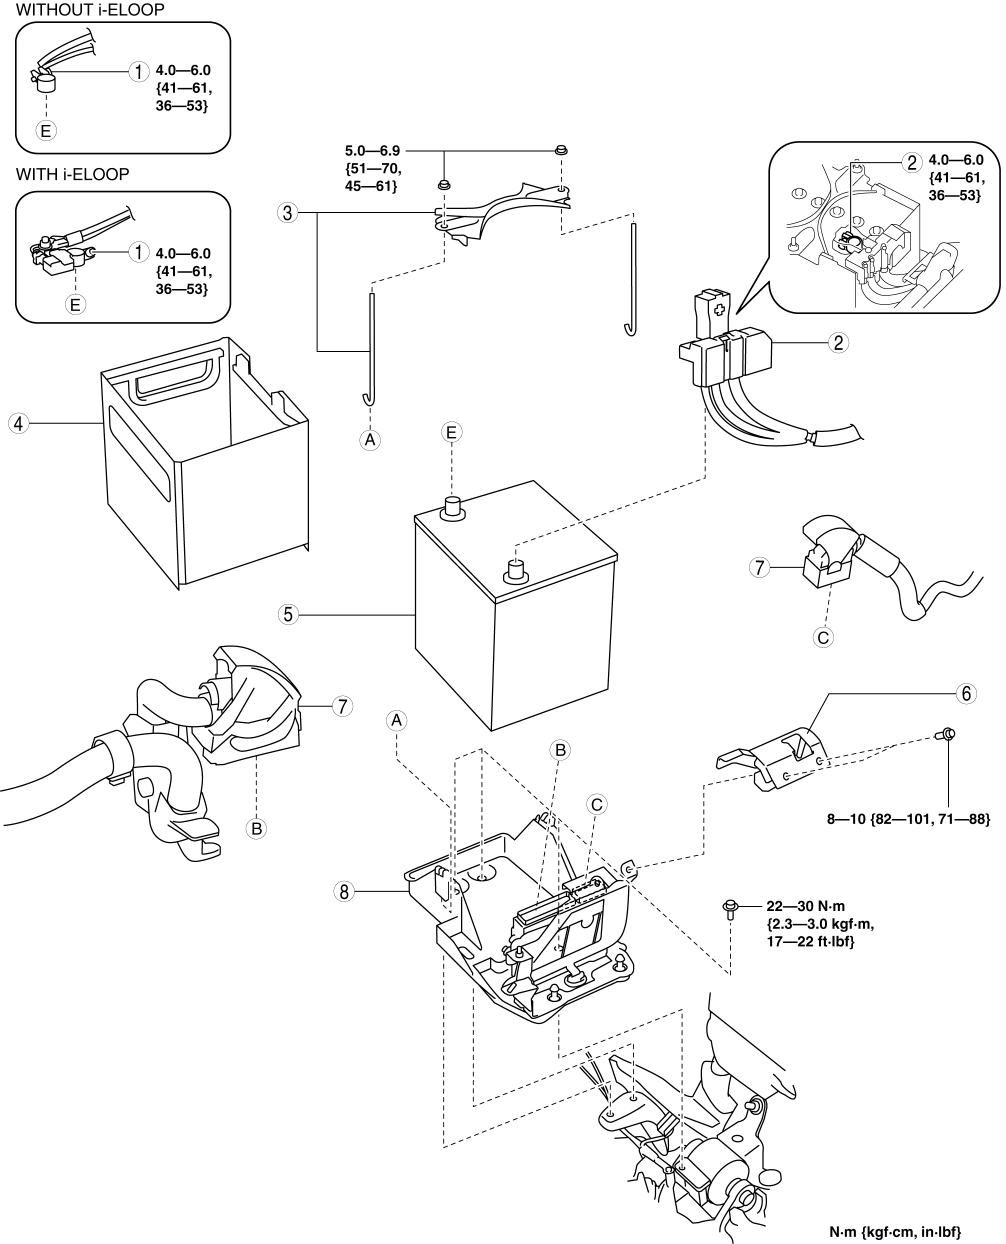 WITHOUT i-ELOOP
1
4.0—6.0
{41—61,
36—53}
E
WITH i-ELOOP
1
4.0—6.0
{41—61,
36—53}
E
5.0—6.9
{51—70,
45—61}
3
A
2
4.0—6.0
{41—61,
36—53}
2
4
E
5
7
C
7
B
A
B
C
6
8—10 {82—101, 71—88}
8
22—30 N·m
{2.3—3.0 kgf·m,
17—22 ft·lbf}
N·m {kgf·cm, in·lbf}